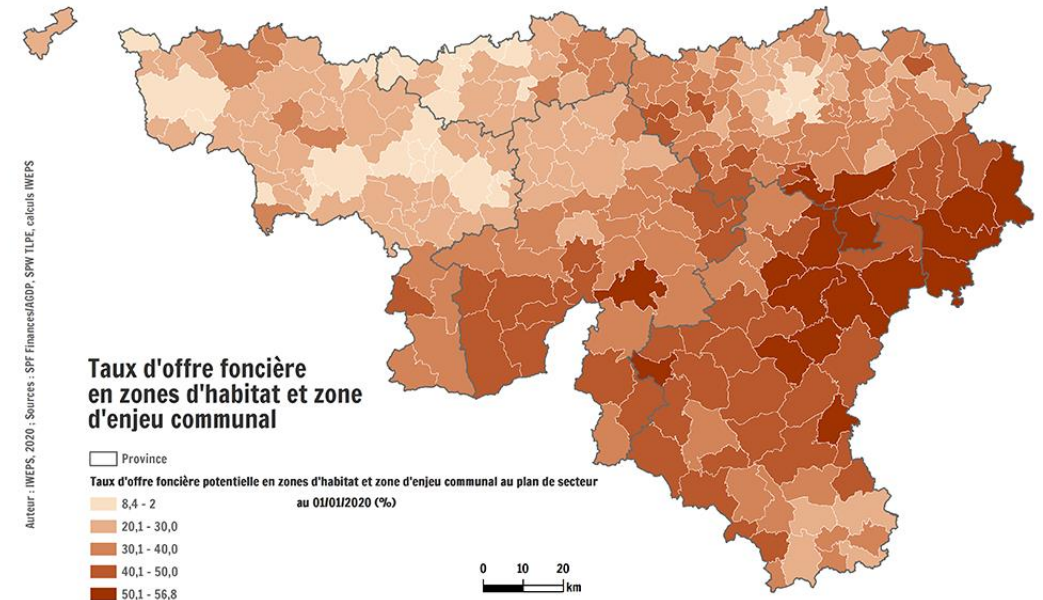 Taux d'offre foncière
en zones d'habitat et zone
d'enjeu communal
Province
Taux d'offre foncière potentielle en zones d'habitat et zone d'enjeu communal au plan de secteur
au 01/01/2020 (%)
8,4 - 2
20,1 - 30,0
30,1 - 40,0
40,1 - 50,0
50,1 - 56,8
0 10 20
km
Auteur : IWEPS, 2020 ; Sources : SPF Finances/AGDP, SPW TLPE, calculs IWEPS